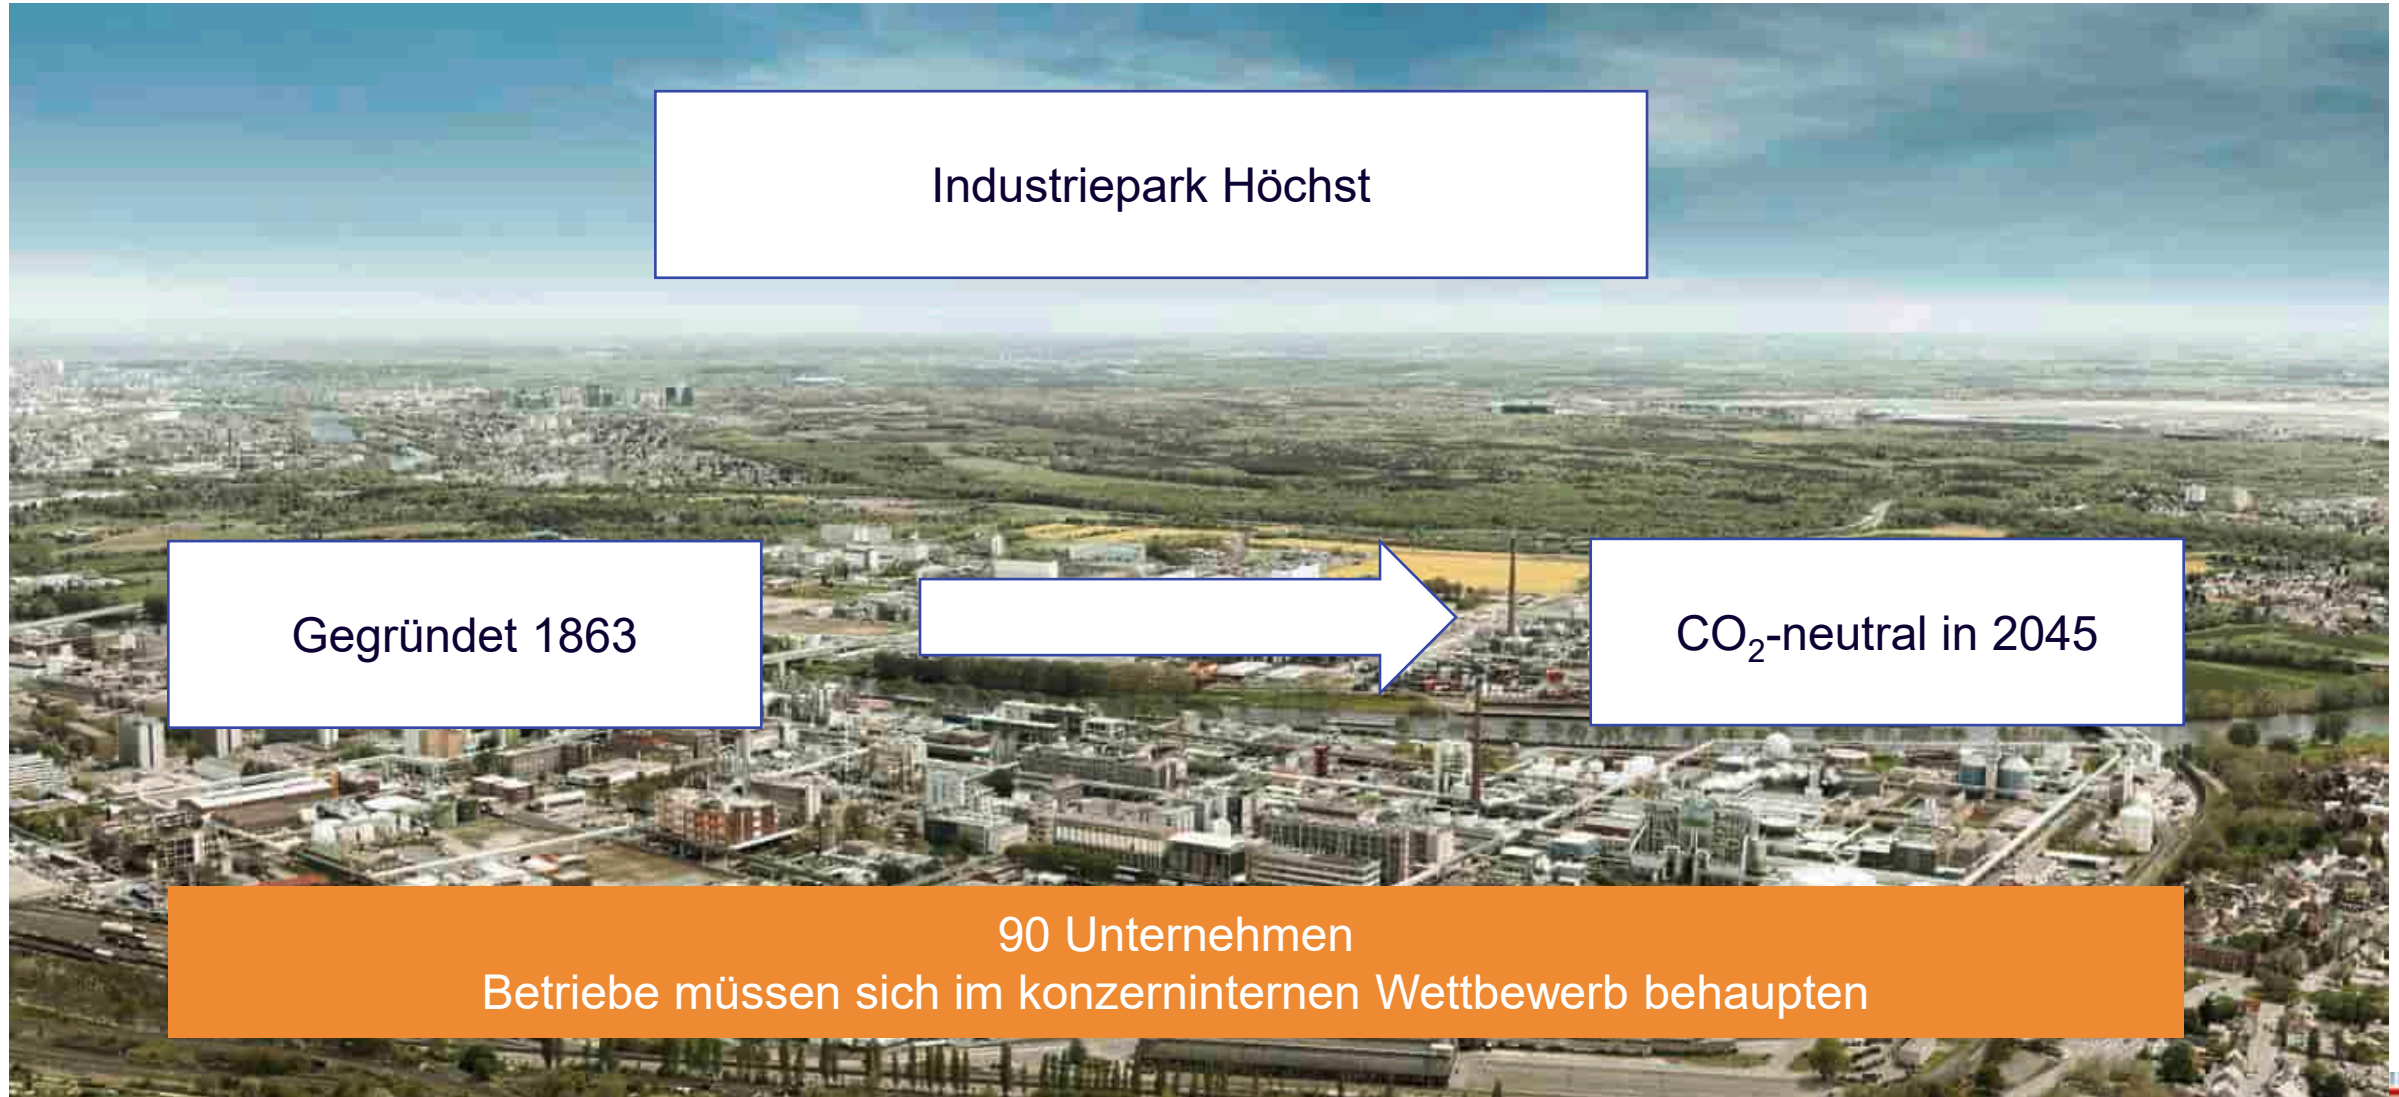 Industriepark Höchst
Gegründet 1863
CO₂-neutral in 2045
90 Unternehmen
Betriebe müssen sich im konzerninternen Wettbewerb behaupten